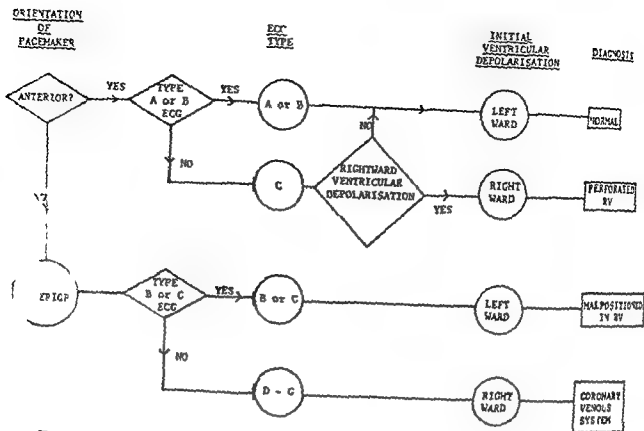 ORIENTATION
OF
PACEMAKER
ECG
TYPE
INITIAL
VENTRICULAR
DEPOLARISATION
DIAGNOSIS
ANTERIOR?
YES
TYPE
A or B
ECG
YES
A or B
LEFT
WARD
NORMAL
NO
NO
C
RIGHTWARD
VENTRICULAR
DEPOLARISATION
YES
RIGHT
WARD
PERFORATED
RV
TYPE
B or C
ECG
YES
B or C
LEFT
WARD
MALPOSITIONED
IN RV
NO
D - G
RIGHT
WARD
CORONARY
VENOUS
SYSTEM